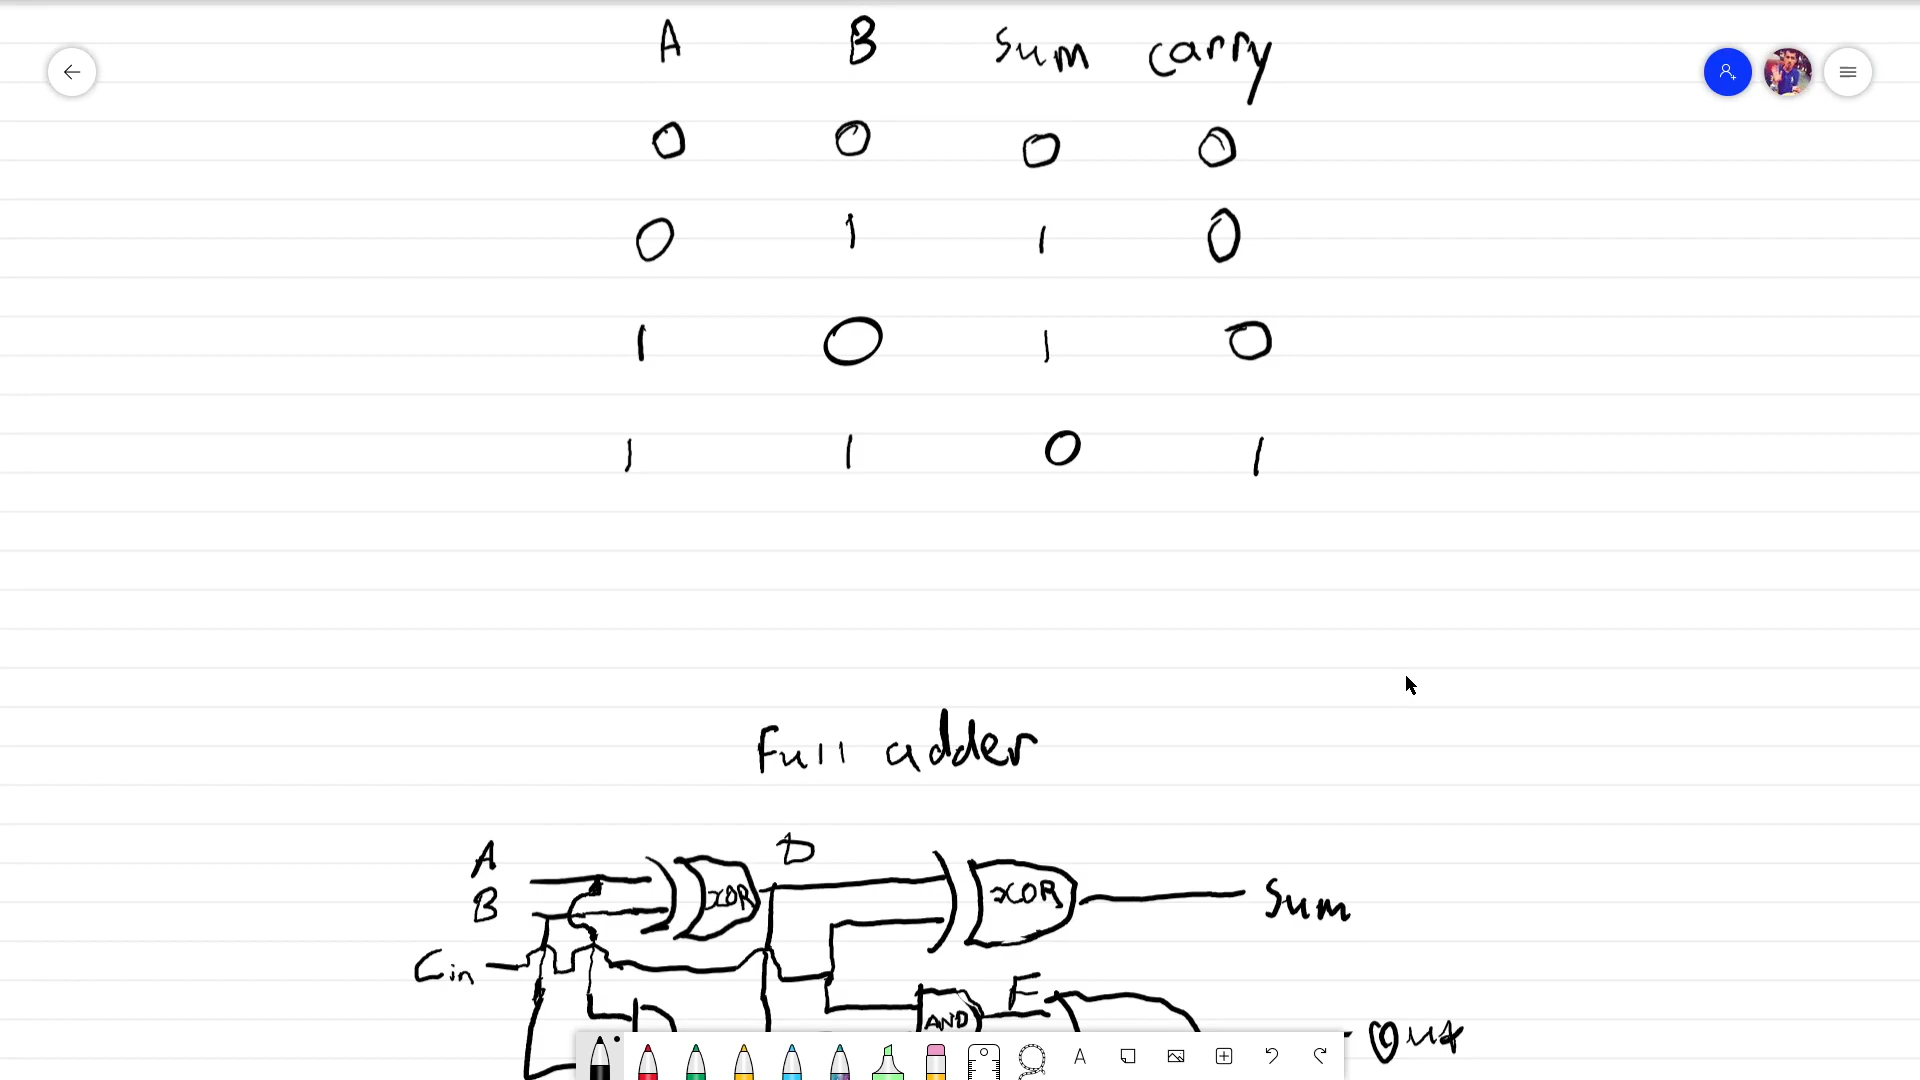 A B sum carry
0 0 0 0
0 1 1 0
1 0 1 0
1 1 0 1
Full adder
A
D
XOR
XOR
B
Sum
Cin
AND
Out
A